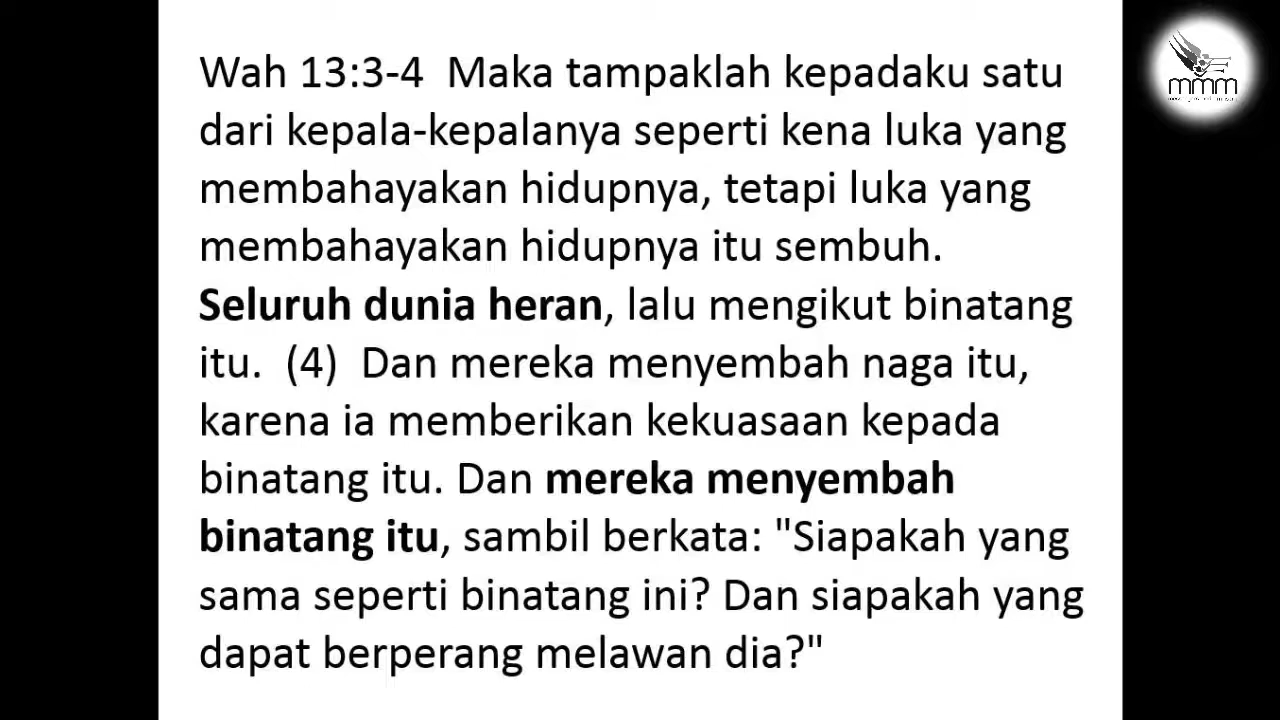 Wah 13:3-4  Maka tampaklah kepadaku satu
dari kepala-kepalanya seperti kena luka yang
membahayakan hidupnya, tetapi luka yang
membahayakan hidupnya itu sembuh.
Seluruh dunia heran, lalu mengikut binatang
itu.  (4)  Dan mereka menyembah naga itu,
karena ia memberikan kekuasaan kepada
binatang itu. Dan mereka menyembah
binatang itu, sambil berkata: "Siapakah yang
sama seperti binatang ini? Dan siapakah yang
dapat berperang melawan dia?"
mmm